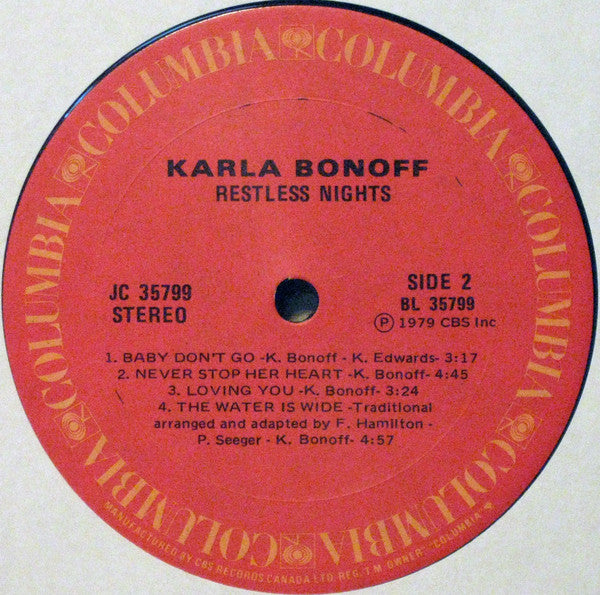 COLUMBIA COLUMBIA COLUMBIA COLUMBIA COLUMBIA COLUMBIA
KARLA BONOFF
RESTLESS NIGHTS
JC 35799
STEREO
SIDE 2
BL 35799
Ⓟ 1979 CBS Inc
1. BABY DON'T GO -K. Bonoff - K. Edwards- 3:17
2. NEVER STOP HER HEART -K. Bonoff- 4:45
3. LOVING YOU -K. Bonoff- 3:24
4. THE WATER IS WIDE -Traditional
arranged and adapted by F. Hamilton -
P. Seeger - K. Bonoff- 4:57
MANUFACTURED BY CBS RECORDS CANADA LTD. REG. T.M. OWNER: "COLUMBIA"